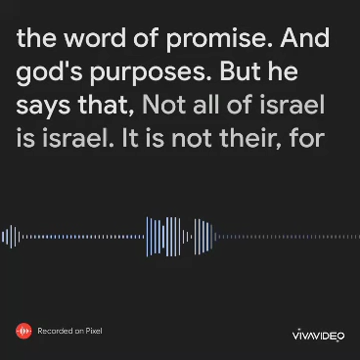 the word of promise. And
god's purposes. But he
says that, Not all of israel
is israel. It is not their, for
Recorded on Pixel
VIVAVIDEO